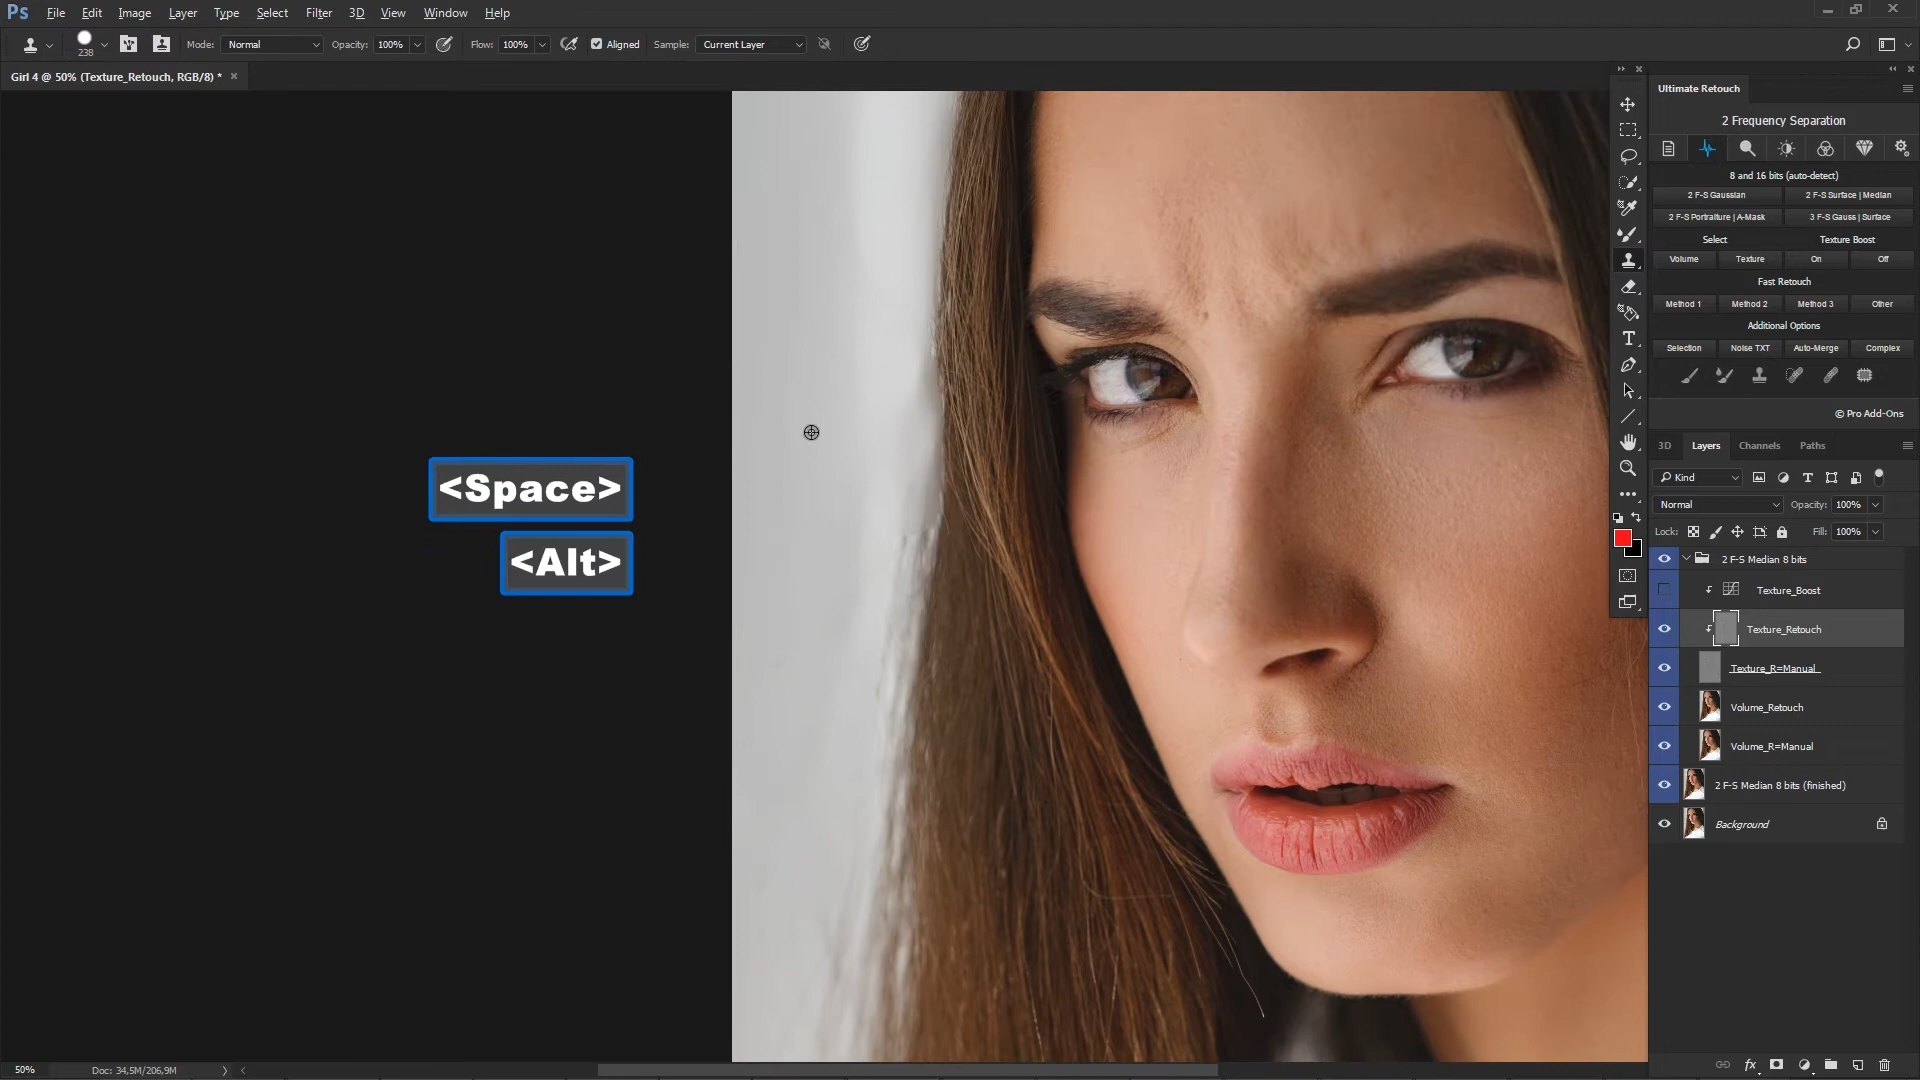 Ps File Edit Image Layer Type Select Filter 3D View Window Help
238 Mode: Normal Opacity: 100% Flow: 100% Aligned Sample: Current Layer
Girl 4 @ 50% (Texture_Retouch, RGB/8) *
Ultimate Retouch
2 Frequency Separation
8 and 16 bits (auto-detect)
2 F-S Gaussian 2 F-S Surface | Median
2 F-S Portraiture | A-Mask 3 F-S Gauss | Surface
Select Texture Boost
Volume Texture On Off
Fast Retouch
Method 1 Method 2 Method 3 Other
Additional Options
Selection Noise TXT Auto-Merge Complex
© Pro Add-Ons
3D Layers Channels Paths
Kind
Normal Opacity: 100%
Lock: Fill: 100%
2 F-S Median 8 bits
Texture_Boost
Texture_Retouch
Texture_R=Manual
Volume_Retouch
Volume_R=Manual
2 F-S Median 8 bits (finished)
Background
<Space>
<Alt>
50% Doc: 34,5M/206,9M